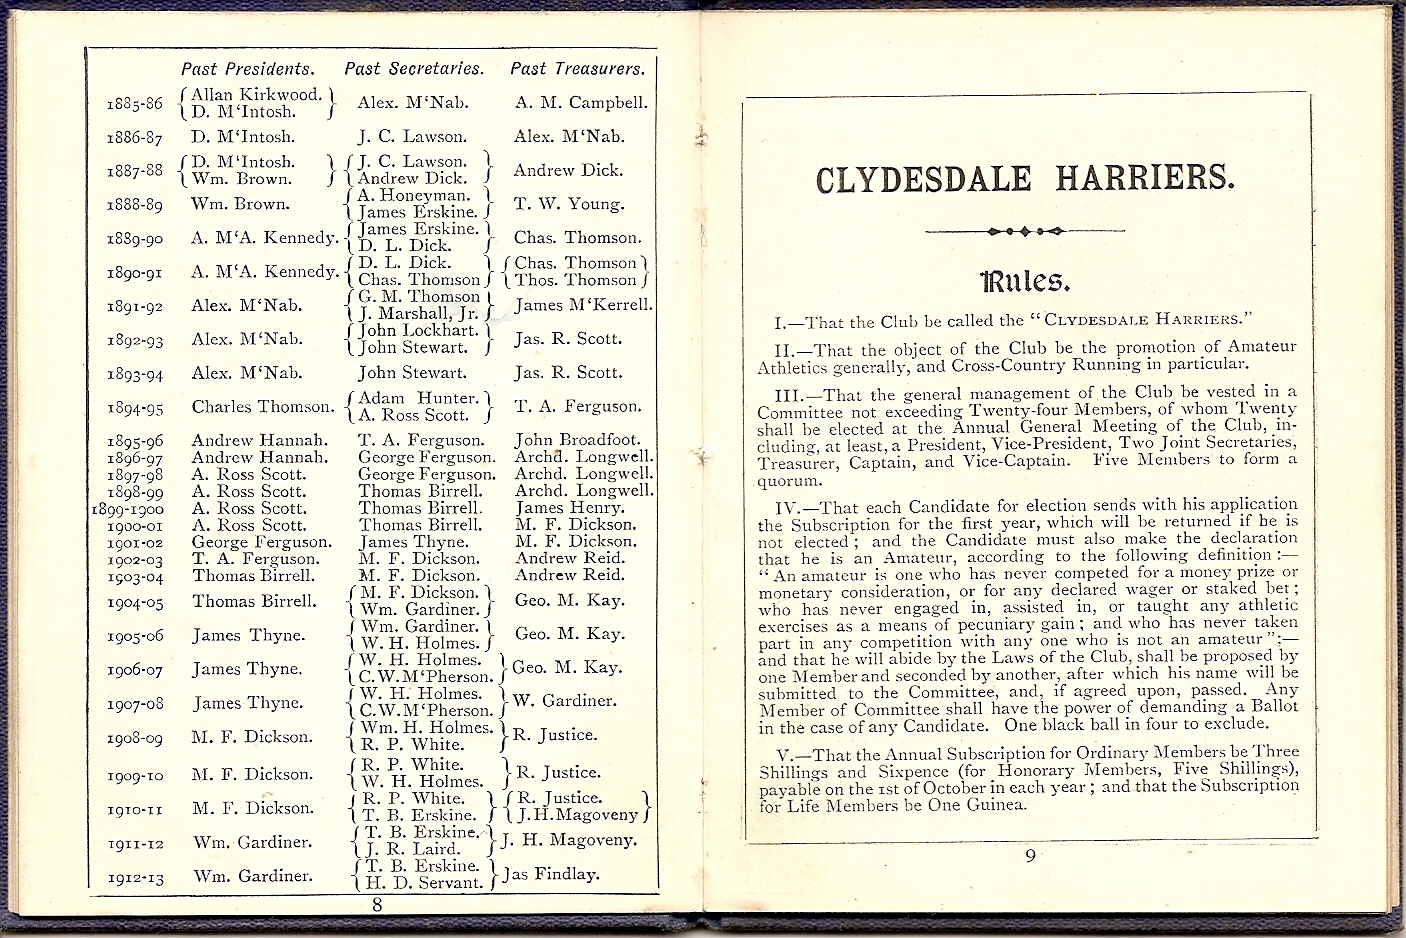 Past Presidents. Past Secretaries. Past Treasurers.
1885-86 { Allan Kirkwood. } Alex. M‘Nab. A. M. Campbell.
{ D. M‘Intosh. }
1886-87 D. M‘Intosh. J. C. Lawson. Alex. M‘Nab.
1887-88 { D. M‘Intosh. } { J. C. Lawson. } Andrew Dick.
{ Wm. Brown. } { Andrew Dick. }
1888-89 Wm. Brown. { A. Honeyman. } T. W. Young.
{ James Erskine. }
1889-90 A. M‘A. Kennedy. { James Erskine. } Chas. Thomson.
{ D. L. Dick. }
1890-91 A. M‘A. Kennedy. { D. L. Dick. } { Chas. Thomson }
{ Chas. Thomson } { Thos. Thomson }
1891-92 Alex. M‘Nab. { G. M. Thomson } James M‘Kerrell.
{ J. Marshall, Jr. }
1892-93 Alex. M‘Nab. { John Lockhart. } Jas. R. Scott.
{ John Stewart. }
1893-94 Alex. M‘Nab. John Stewart. Jas. R. Scott.
1894-95 Charles Thomson. { Adam Hunter. } T. A. Ferguson.
{ A. Ross Scott. }
1895-96 Andrew Hannah. T. A. Ferguson. John Broadfoot.
1896-97 Andrew Hannah. George Ferguson. Archd. Longwell.
1897-98 A. Ross Scott. George Ferguson. Archd. Longwell.
1898-99 A. Ross Scott. Thomas Birrell. Archd. Longwell.
1899-1900 A. Ross Scott. Thomas Birrell. James Henry.
1900-01 A. Ross Scott. Thomas Birrell. M. F. Dickson.
1901-02 George Ferguson. James Thyne. M. F. Dickson.
1902-03 T. A. Ferguson. M. F. Dickson. Andrew Reid.
1903-04 Thomas Birrell. M. F. Dickson. Andrew Reid.
1904-05 Thomas Birrell. { M. F. Dickson. } Geo. M. Kay.
{ Wm. Gardiner. }
1905-06 James Thyne. { Wm. Gardiner. } Geo. M. Kay.
{ W. H. Holmes. }
1906-07 James Thyne. { W. H. Holmes. } Geo. M. Kay.
{ C.W.M‘Pherson. }
1907-08 James Thyne. { W. H. Holmes. } W. Gardiner.
{ C.W.M‘Pherson. }
1908-09 M. F. Dickson. { Wm. H. Holmes. } R. Justice.
{ R. P. White. }
1909-10 M. F. Dickson. { R. P. White. } R. Justice.
{ W. H. Holmes. }
1910-11 M. F. Dickson. { R. P. White. } { R. Justice. }
{ T. B. Erskine. } { J.H.Magoveny }
1911-12 Wm. Gardiner. { T. B. Erskine. } J. H. Magoveny.
{ J. R. Laird. }
1912-13 Wm. Gardiner. { T. B. Erskine. } Jas Findlay.
{ H. D. Servant. }
8
CLYDESDALE HARRIERS.
Rules.
I.—That the Club be called the “CLYDESDALE HARRIERS.”
II.—That the object of the Club be the promotion of Amateur
Athletics generally, and Cross-Country Running in particular.
III.—That the general management of the Club be vested in a
Committee not exceeding Twenty-four Members, of whom Twenty
shall be elected at the Annual General Meeting of the Club, in-
cluding, at least, a President, Vice-President, Two Joint Secretaries,
Treasurer, Captain, and Vice-Captain. Five Members to form a
quorum.
IV.—That each Candidate for election sends with his application
the Subscription for the first year, which will be returned if he is
not elected; and the Candidate must also make the declaration
that he is an Amateur, according to the following definition:—
“An amateur is one who has never competed for a money prize or
monetary consideration, or for any declared wager or staked bet;
who has never engaged in, assisted in, or taught any athletic
exercises as a means of pecuniary gain; and who has never taken
part in any competition with any one who is not an amateur”;—
and that he will abide by the Laws of the Club, shall be proposed by
one Member and seconded by another, after which his name will be
submitted to the Committee, and, if agreed upon, passed. Any
Member of Committee shall have the power of demanding a Ballot
in the case of any Candidate. One black ball in four to exclude.
V.—That the Annual Subscription for Ordinary Members be Three
Shillings and Sixpence (for Honorary Members, Five Shillings),
payable on the 1st of October in each year; and that the Subscription
for Life Members be One Guinea.
9